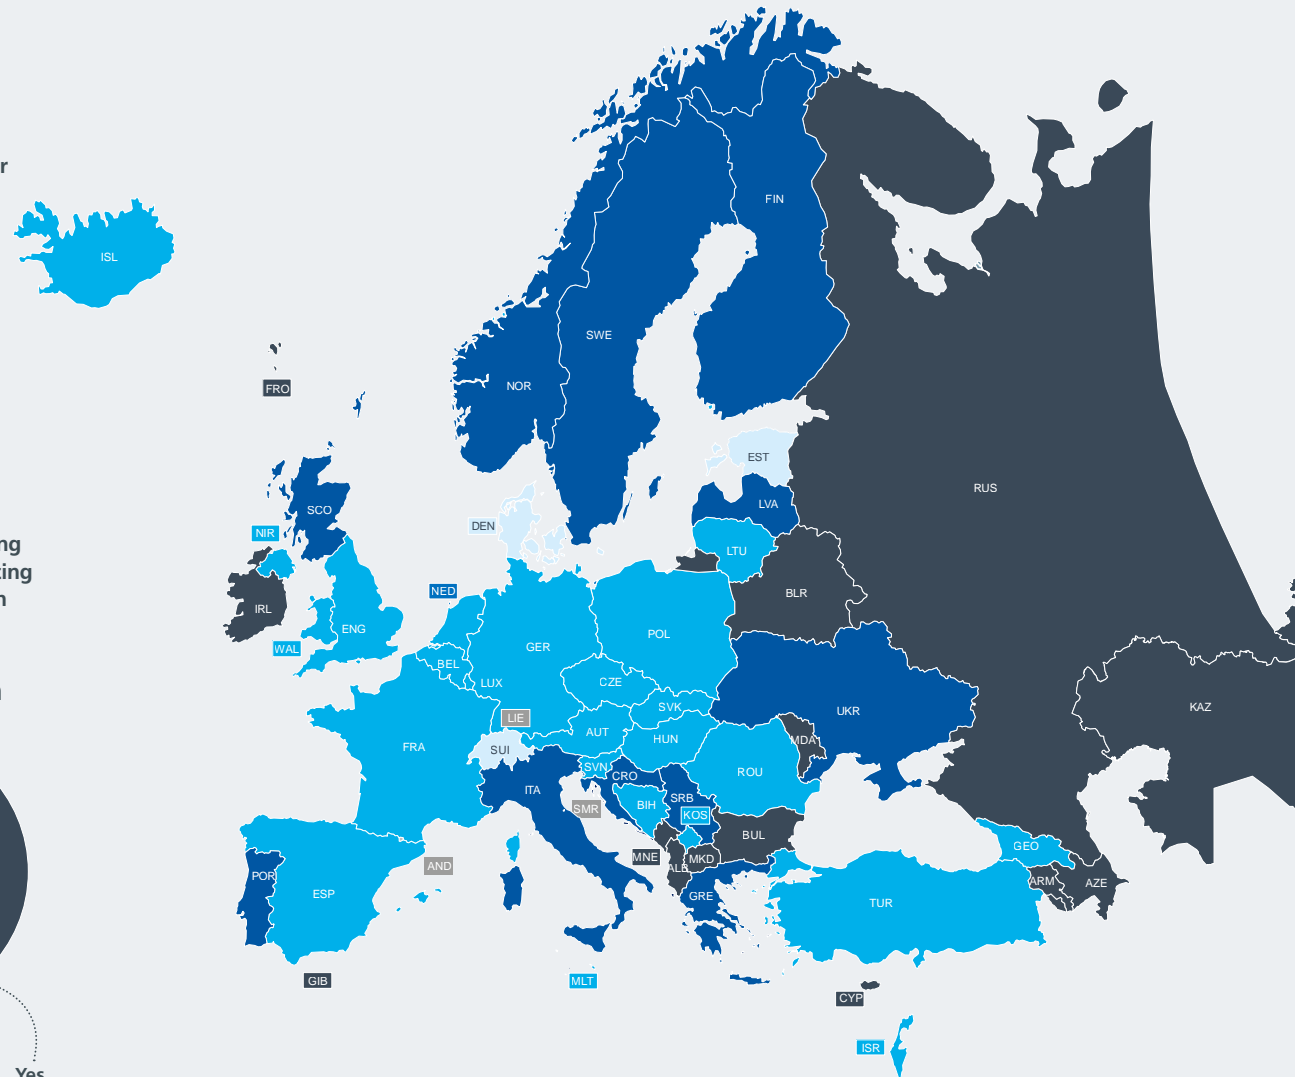 r
ISL
FIN
SWE
FRO
NOR
EST
RUS
LVA
SCO
DEN
NIR
ng
LTU
NED
BLR
n
IRL
ENG
POL
WAL
GER
BEL
CZE
LUX
SVK
KAZ
LIE
UKR
AUT
HUN
MDA
FRA
SUI
SVN
ROU
CRO
ITA
SRB
BIH
SMR
KOS
BUL
GEO
MNE
MKD
ALB
AND
POR
ARM
AZE
ESP
GRE
TUR
GIB
MLT
CYP
ISR
Yes